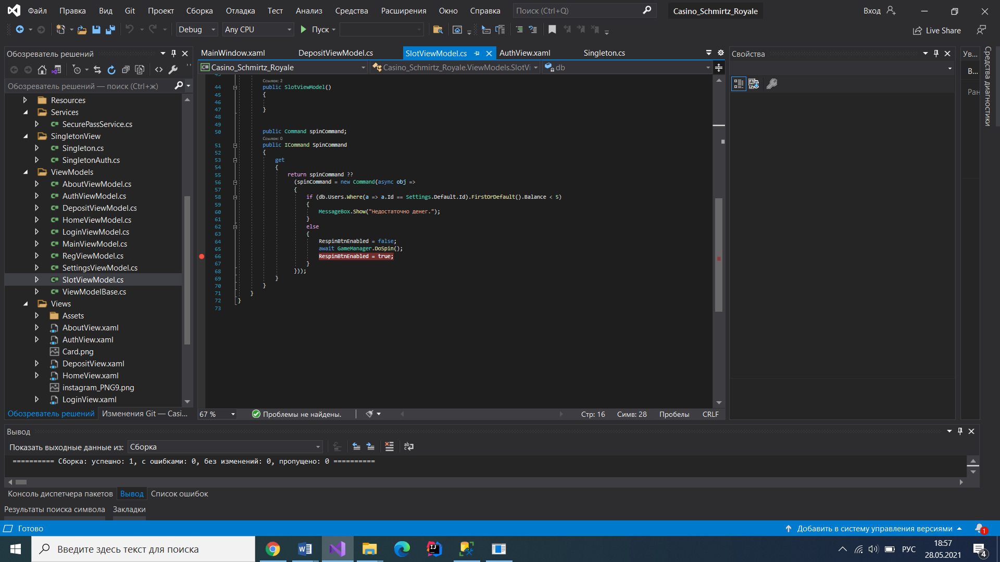 Файл Правка Вид Git Проект Сборка Отладка Тест Анализ Средства Расширения Окно Справка Поиск (Ctrl+Q) Casino_Schmirtz_Royale Вход
Debug Any CPU Пуск Live Share
Обозреватель решений
Обозреватель решений — поиск (Ctrl+ж)
Resources
Services
SecurePassService.cs
SingletonView
Singleton.cs
SingletonAuth.cs
ViewModels
AboutViewModel.cs
AuthViewModel.cs
DepositViewModel.cs
HomeViewModel.cs
LoginViewModel.cs
MainViewModel.cs
RegViewModel.cs
SettingsViewModel.cs
SlotViewModel.cs
ViewModelBase.cs
Views
Assets
AboutView.xaml
AuthView.xaml
Card.png
DepositView.xaml
HomeView.xaml
instagram_PNG9.png
LoginView.xaml
Обозреватель решений Изменения Git — Casi...
MainWindow.xaml DepositViewModel.cs SlotViewModel.cs AuthView.xaml Singleton.cs
Casino_Schmirtz_Royale Casino_Schmirtz_Royale.ViewModels.SlotVi db
Ссылок: 2
44 public SlotViewModel()
45 {
46
47 }
48
49
50 public Command spinCommand;
Ссылок: 0
51 public ICommand SpinCommand
52 {
53 get
54 {
55 return spinCommand ??
56 (spinCommand = new Command(async obj =>
57 {
58 if (db.Users.Where(a => a.Id == Settings.Default.Id).FirstOrDefault().Balance < 5)
59 {
60 MessageBox.Show("Недостаточно денег.");
61 }
62 else
63 {
64 RespinBtnEnabled = false;
65 await GameManager.DoSpin();
66 RespinBtnEnabled = true;
67 }
68 }));
69 }
70 }
71 }
72 }
73
67 % Проблемы не найдены. Стр: 16 Симв: 28 Пробелы CRLF
Свойства
Ув...
В...
Ран
Средства диагностики
Вывод
Показать выходные данные из: Сборка
========== Сборка: успешно: 1, с ошибками: 0, без изменений: 0, пропущено: 0 ==========
Консоль диспетчера пакетов Вывод Список ошибок
Результаты поиска символа Закладки
Готово Добавить в систему управления версиями 1
Введите здесь текст для поиска РУС 18:57
28.05.2021 4